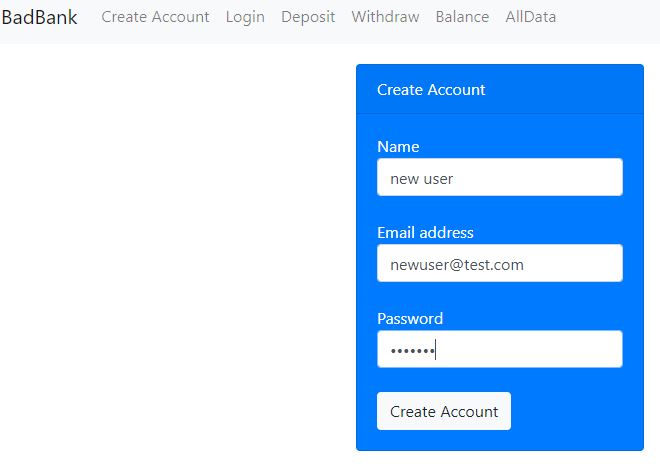 BadBank Create Account Login Deposit Withdraw Balance AllData
Create Account
Name
new user
Email address
newuser@test.com
Password
•••••••
Create Account